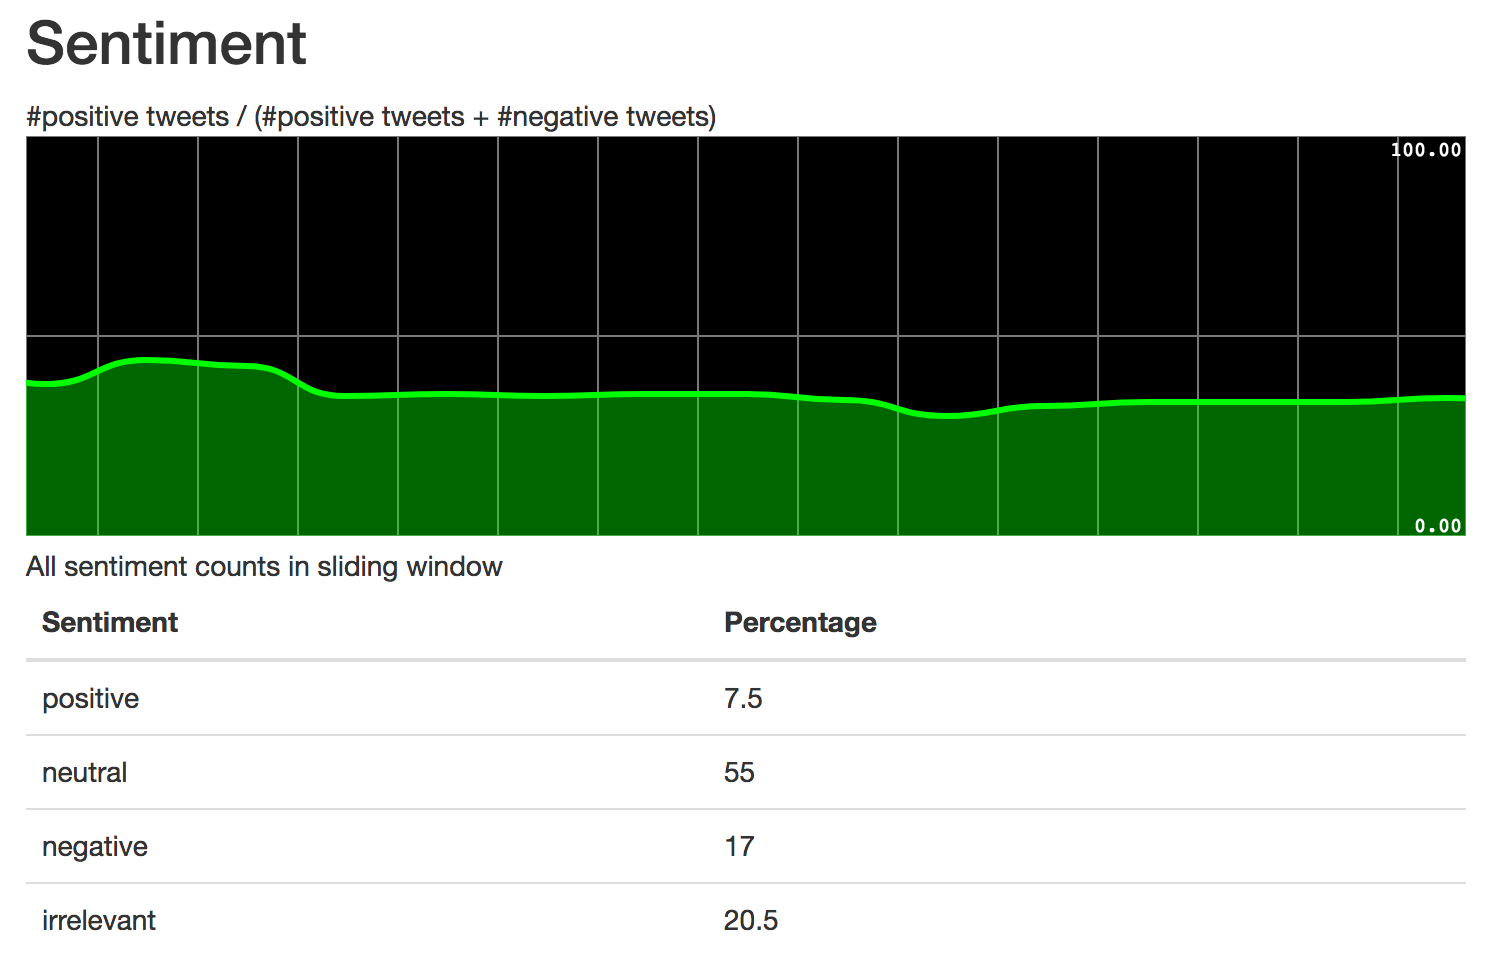 Sentiment
#positive tweets / (#positive tweets + #negative tweets)
100.00
0.00
All sentiment counts in sliding window
Sentiment Percentage
positive 7.5
neutral 55
negative 17
irrelevant 20.5